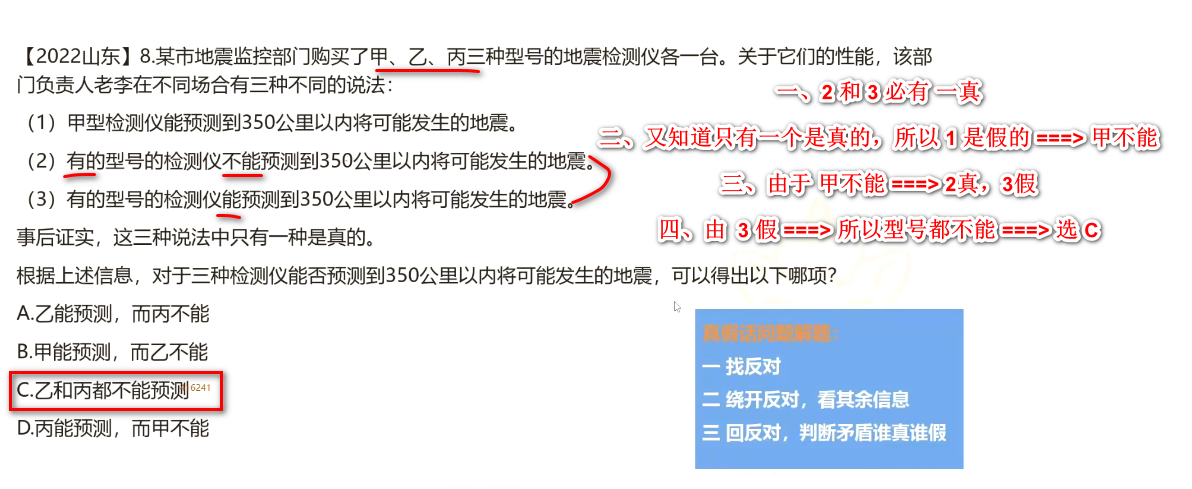 【2022山东】8.某市地震监控部门购买了甲、乙、丙三种型号的地震检测仪各一台。关于它们的性能，该部
门负责人老李在不同场合有三种不同的说法：
（1）甲型检测仪能预测到350公里以内将可能发生的地震。
（2）有的型号的检测仪不能预测到350公里以内将可能发生的地震。
（3）有的型号的检测仪能预测到350公里以内将可能发生的地震。
事后证实，这三种说法中只有一种是真的。
根据上述信息，对于三种检测仪能否预测到350公里以内将可能发生的地震，可以得出以下哪项？
A.乙能预测，而丙不能
B.甲能预测，而乙不能
C.乙和丙都不能预测
6241
D.丙能预测，而甲不能
一、2 和 3 必有 一真
二、又知道只有一个是真的，所以 1 是假的 ===> 甲不能
三、由于 甲不能 ===> 2真，3假
四、由 3 假 ===> 所以型号都不能 ===> 选 C
真假话问题解题：
一 找反对
二 绕开反对，看其余信息
三 回反对，判断矛盾谁真谁假